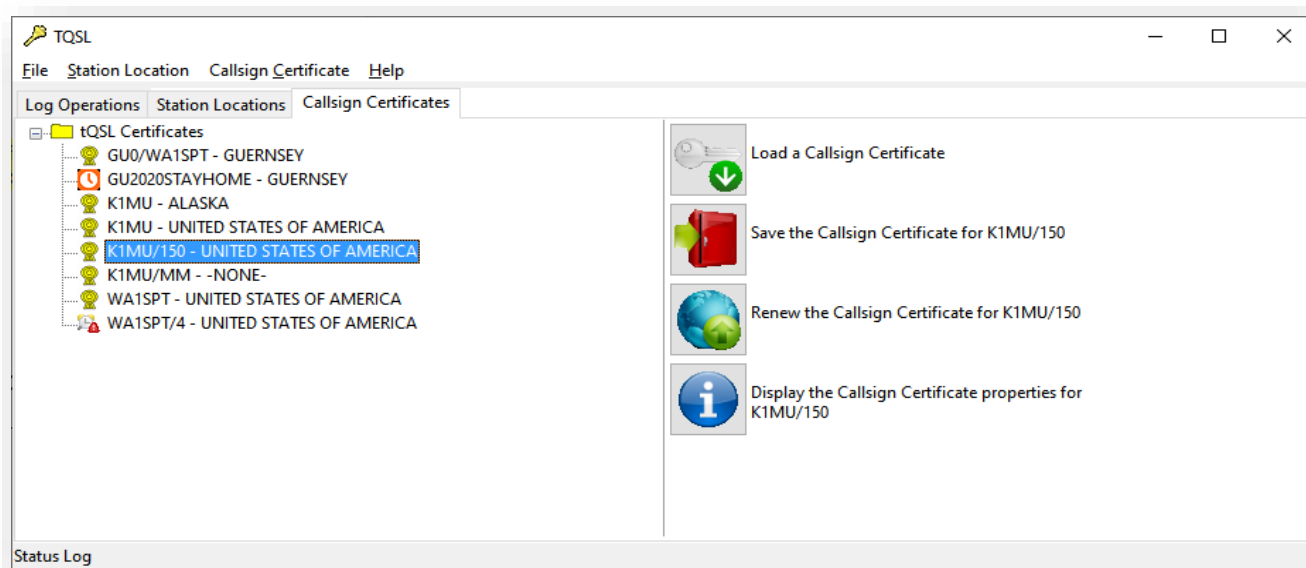 TQSL
File Station Location Callsign Certificate Help
Log Operations Station Locations Callsign Certificates
tQSL Certificates
GU0/WA1SPT - GUERNSEY
GU2020STAYHOME - GUERNSEY
K1MU - ALASKA
K1MU - UNITED STATES OF AMERICA
K1MU/150 - UNITED STATES OF AMERICA
K1MU/MM - -NONE-
WA1SPT - UNITED STATES OF AMERICA
WA1SPT/4 - UNITED STATES OF AMERICA
Load a Callsign Certificate
Save the Callsign Certificate for K1MU/150
Renew the Callsign Certificate for K1MU/150
Display the Callsign Certificate properties for
K1MU/150
Status Log